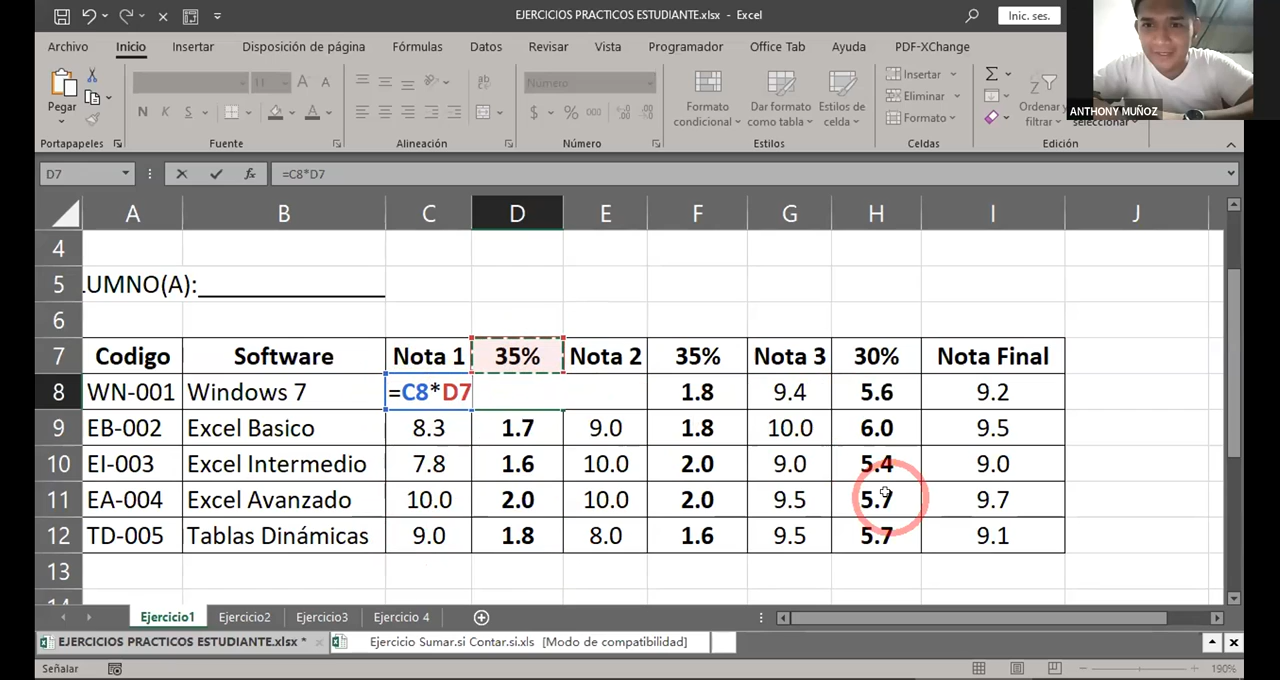 EJERCICIOS PRACTICOS ESTUDIANTE.xlsx - Excel
Inic. ses.
Archivo Inicio Insertar Disposición de página Fórmulas Datos Revisar Vista Programador Office Tab Ayuda PDF-XChange
Pegar
N K S
11
Número
$ % 000
Formato condicional
Dar formato como tabla
Estilos de celda
Insertar
Eliminar
Formato
Ordenar filtrar
seleccionar
ANTHONY MUÑOZ
Portapapeles Fuente Alineación Número Estilos Celdas Edición
D7 fx =C8*D7
A B C D E F G H I J
4
5 LUMNO(A):
6
7 Codigo Software Nota 1 35% Nota 2 35% Nota 3 30% Nota Final
8 WN-001 Windows 7 =C8*D7 1.8 9.4 5.6 9.2
9 EB-002 Excel Basico 8.3 1.7 9.0 1.8 10.0 6.0 9.5
10 EI-003 Excel Intermedio 7.8 1.6 10.0 2.0 9.0 5.4 9.0
11 EA-004 Excel Avanzado 10.0 2.0 10.0 2.0 9.5 5.7 9.7
12 TD-005 Tablas Dinámicas 9.0 1.8 8.0 1.6 9.5 5.7 9.1
13
14
Ejercicio1 Ejercicio2 Ejercicio3 Ejercicio 4
EJERCICIOS PRACTICOS ESTUDIANTE.xlsx * Ejercicio Sumar.si Contar.si.xls [Modo de compatibilidad]
Señalar 190%